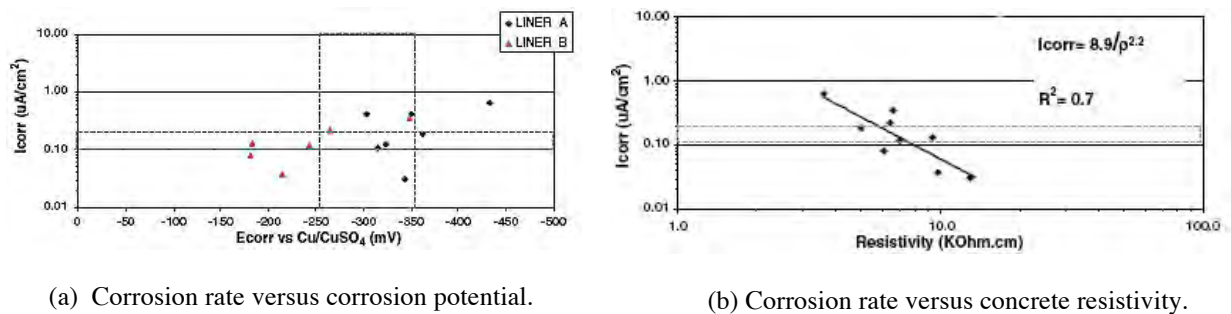 10.00
1.00
0.10
0.01
Icorr (uA/cm²)
0 -50 -100 -150 -200 -250 -300 -350 -400 -450 -500
Ecorr vs Cu/CuSO₄ (mV)
LINER A
LINER B
(a) Corrosion rate versus corrosion potential.
10.00
1.00
0.10
0.01
Icorr (uA/cm²)
Icorr= 8.9/ρ²·²
R²= 0.7
1.0 10.0 100.0
Resistivity (KOhm.cm)
(b) Corrosion rate versus concrete resistivity.